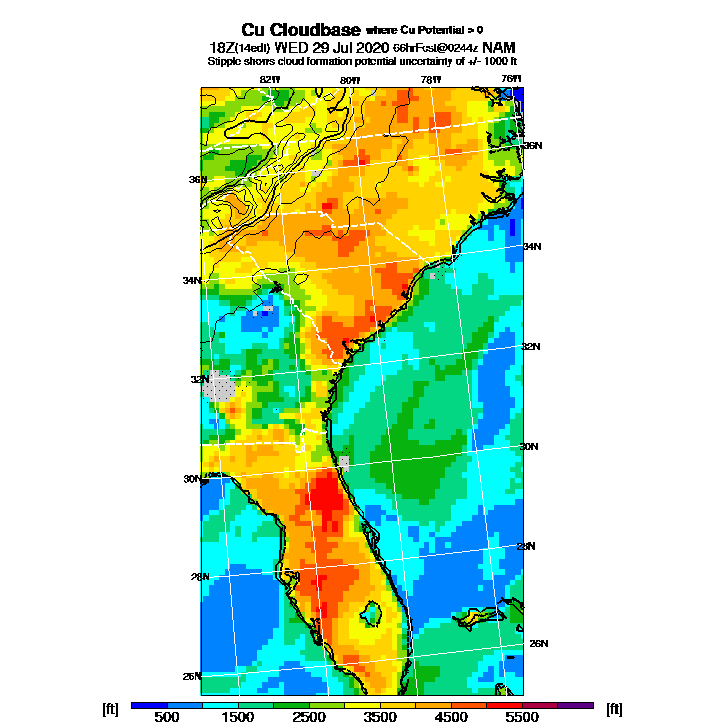 Cu Cloudbase where Cu Potential > 0
18Z(14edt) WED 29 Jul 2020 66hrFcst@0244z NAM
Stipple shows cloud formation potential uncertainty of +/- 1000 ft
82W 80W 78W 76W
36N
36N
34N
34N
32N
32N
30N
30N
28N
28N
26N
26N
[ft] 500 1500 2500 3500 4500 5500 [ft]